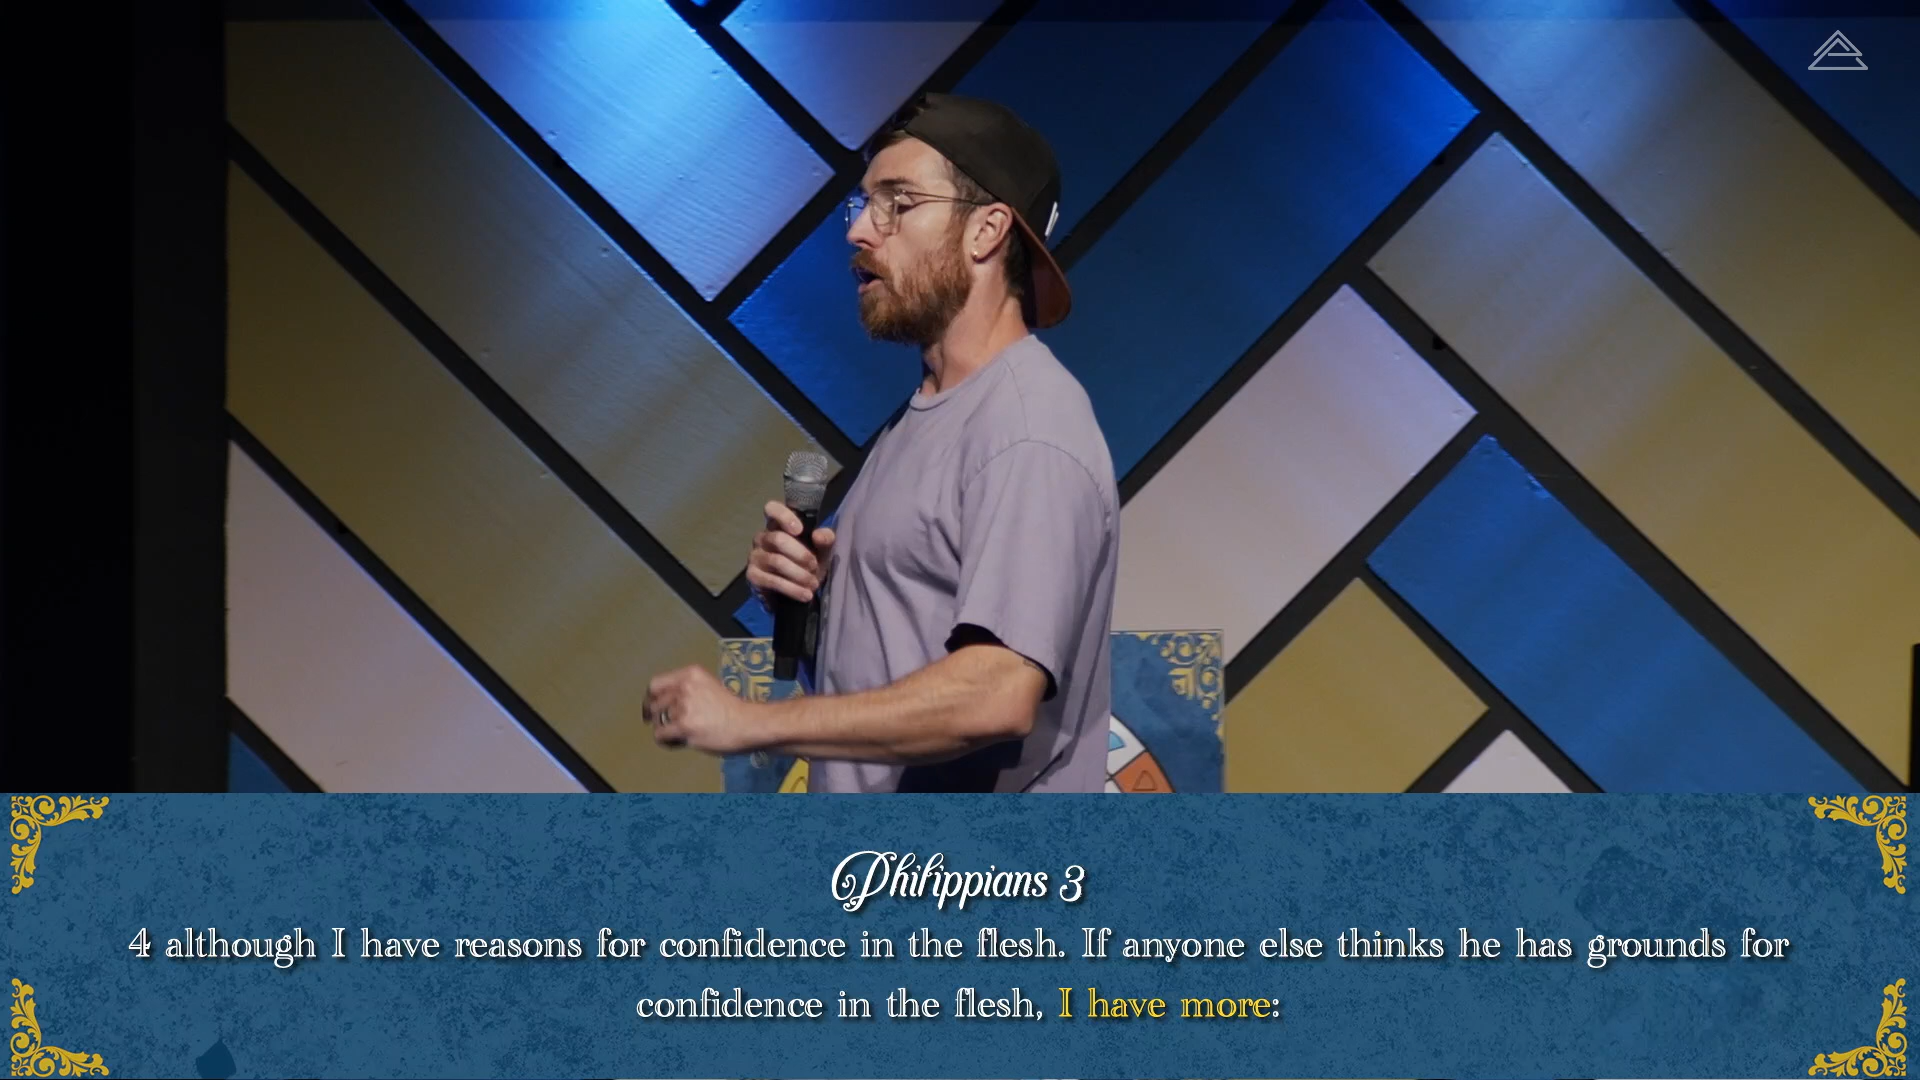 Philippians 3
4 although I have reasons for confidence in the flesh. If anyone else thinks he has grounds for
confidence in the flesh, I have more: